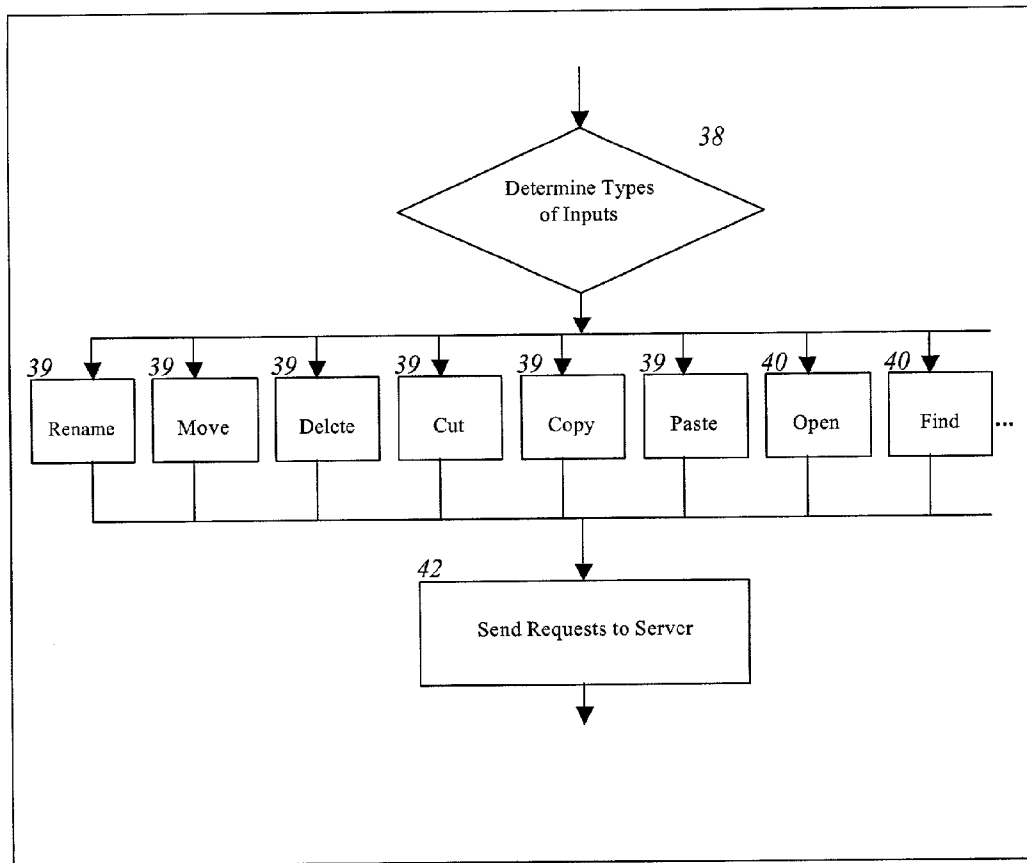 38
Determine Types
of Inputs
39 39 39 39 39 39 40 40
Rename Move Delete Cut Copy Paste Open Find ...
42
Send Requests to Server